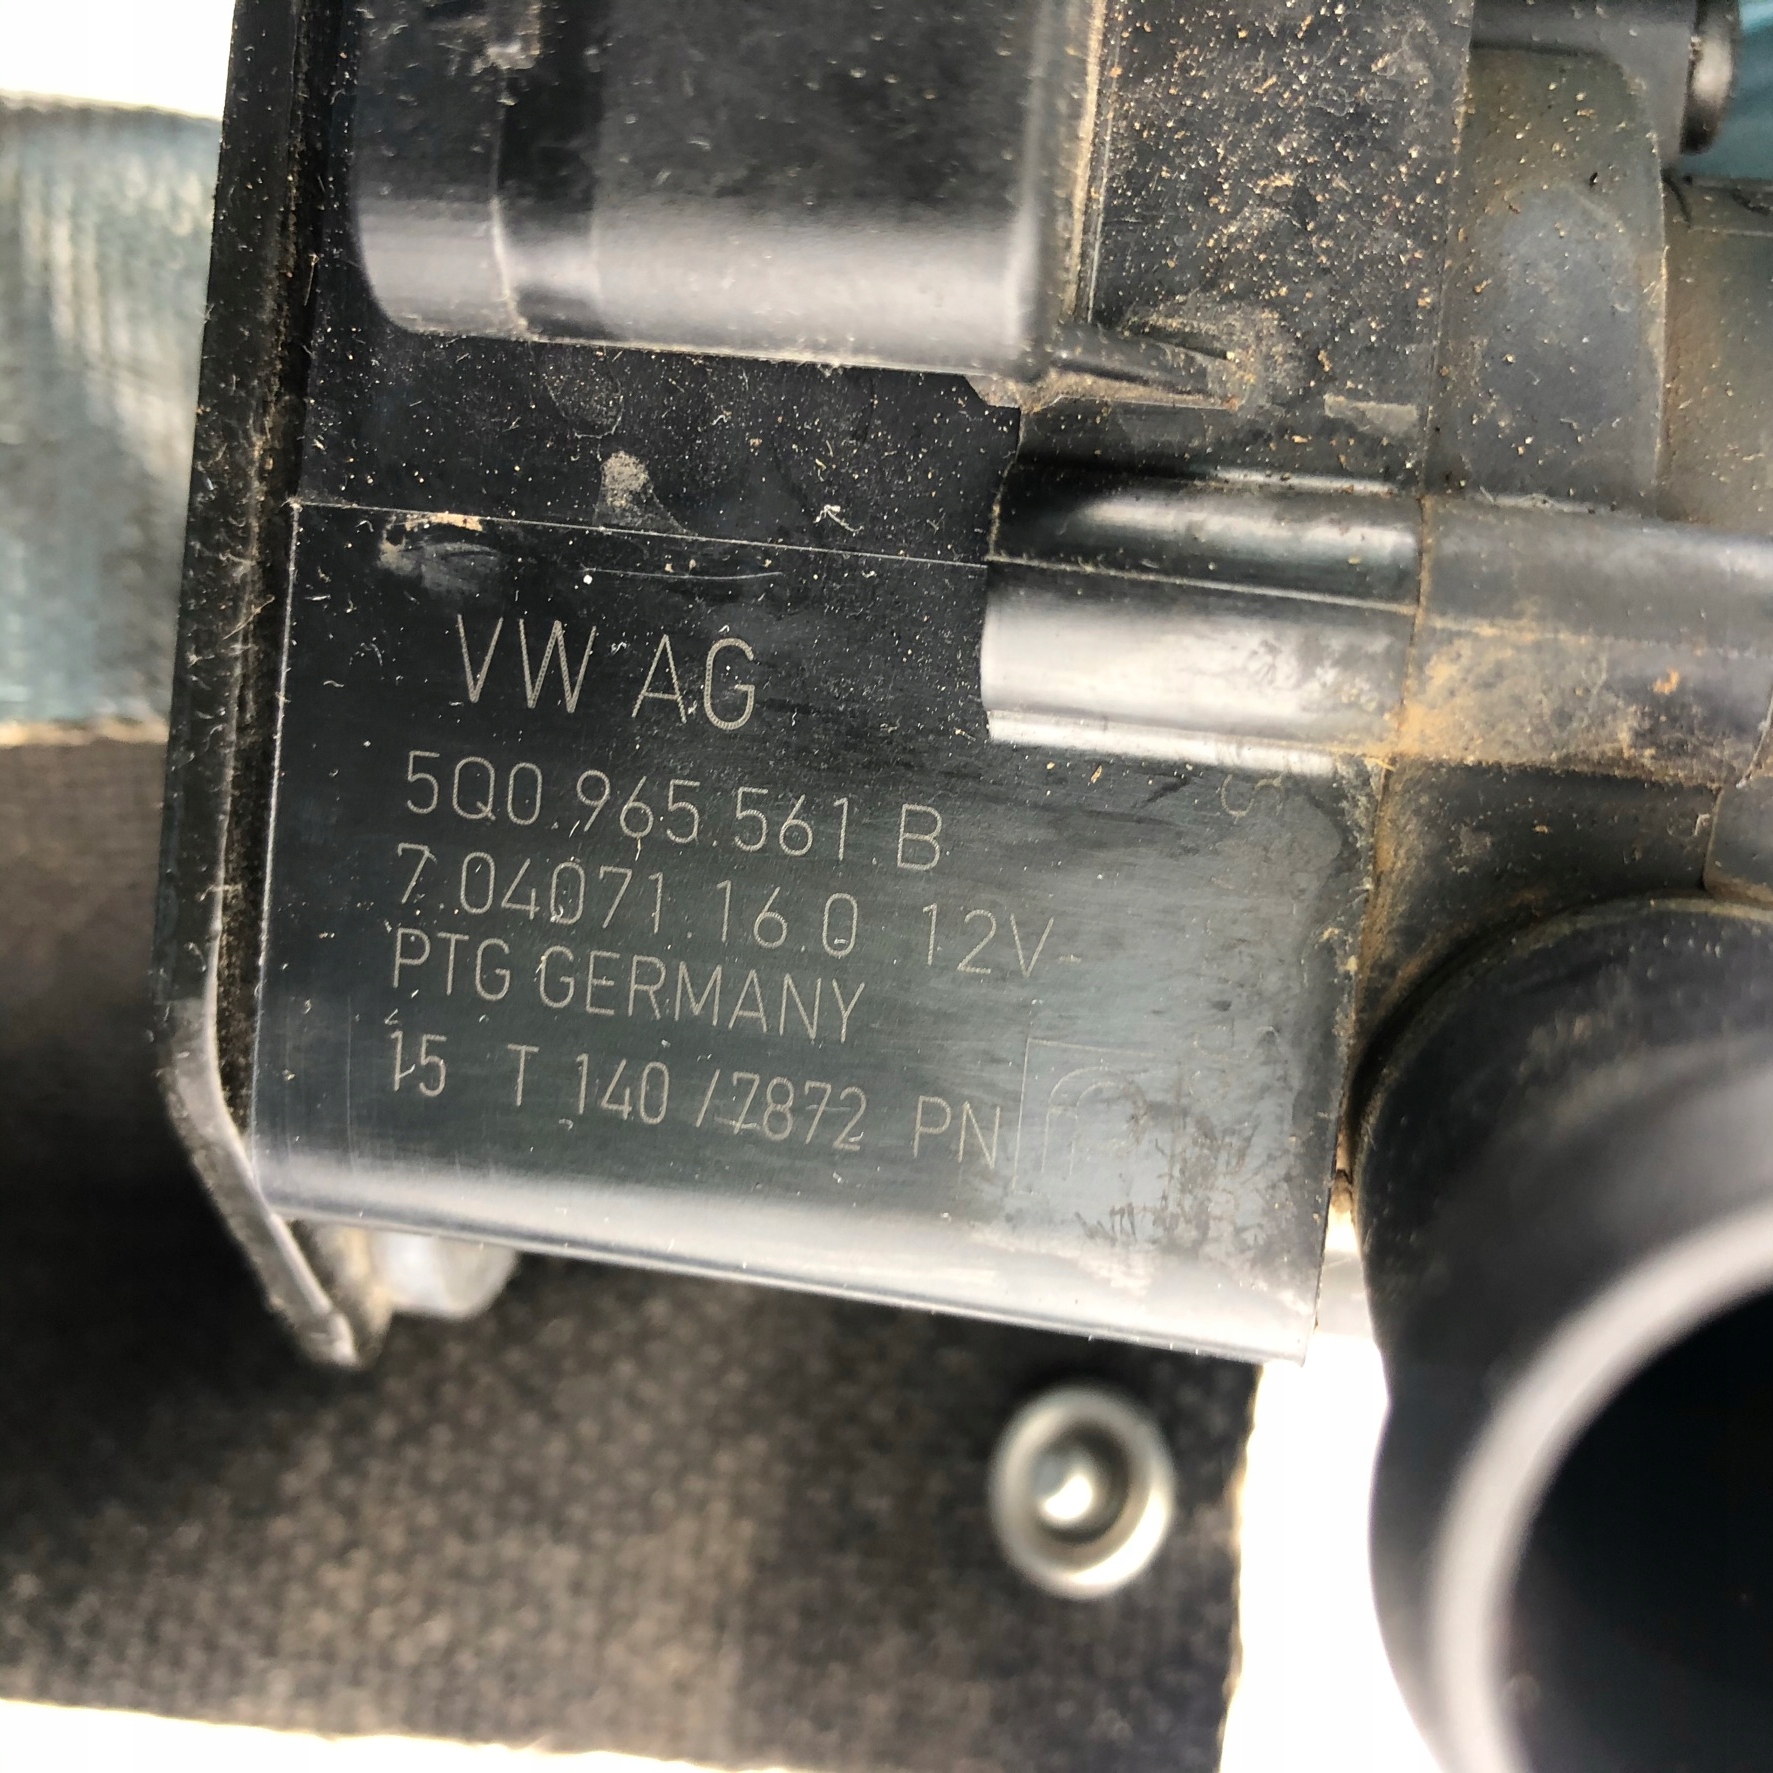 VW AG
5Q0.965.561.B
7.04071.16.0 12V-
PTG GERMANY
15 T 140 /7872 PN